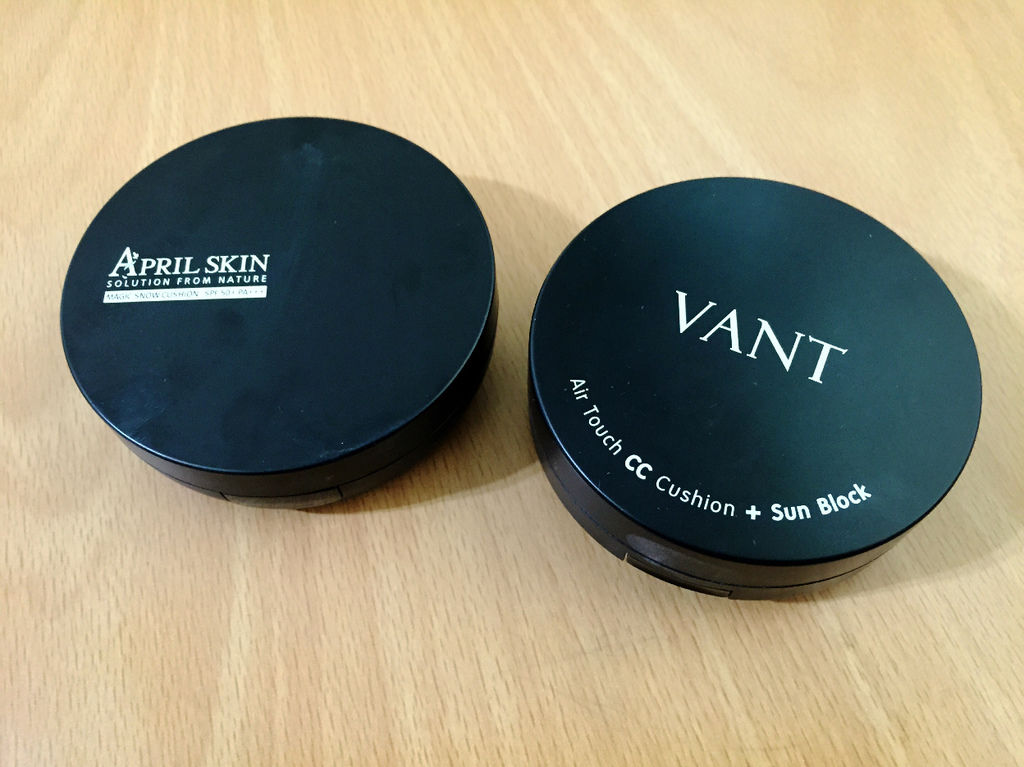 APRIL SKIN
SOLUTION FROM NATURE
MAGIC SNOW CUSHION SPF50+ PA+++
VANT
Air Touch CC Cushion + Sun Block